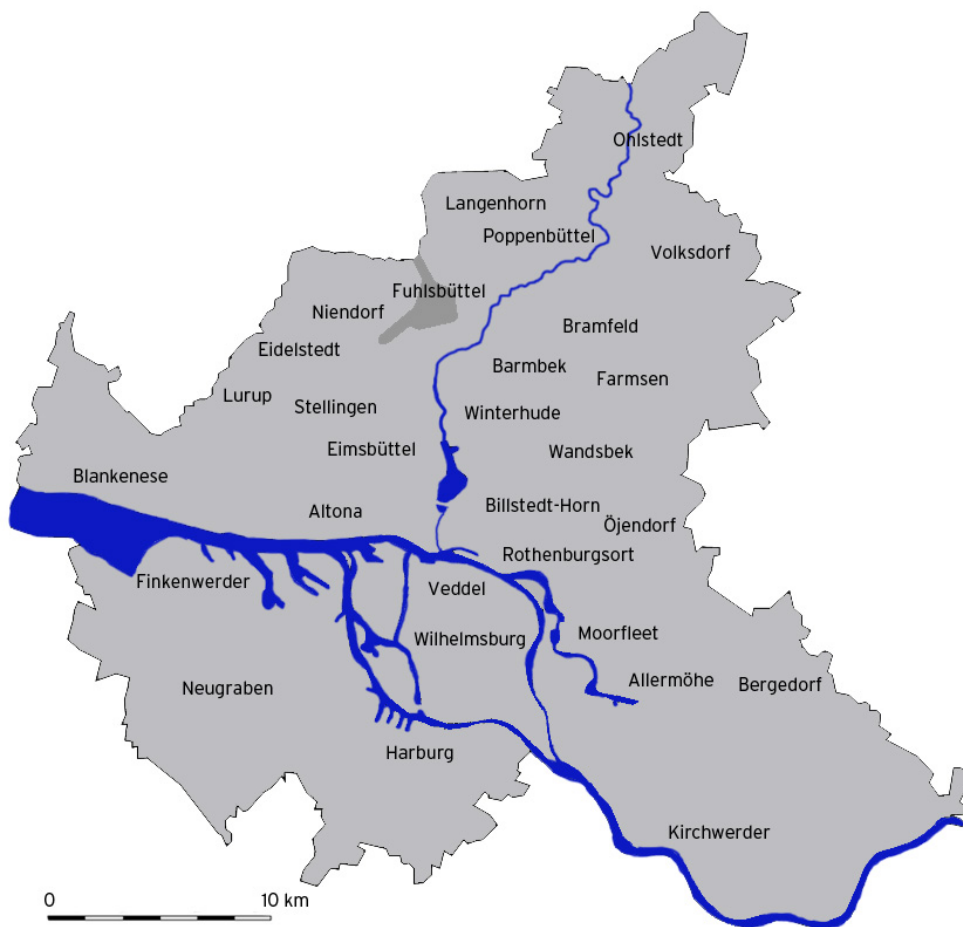 Ohlstedt
Langenhorn
Poppenbüttel
Volksdorf
Fuhlsbüttel
Niendorf
Bramfeld
Eidelstedt
Barmbek
Farmsen
Lurup
Stellingen
Winterhude
Eimsbüttel
Wandsbek
Blankenese
Billstedt-Horn
Altona
Öjendorf
Rothenburgsort
Finkenwerder
Veddel
Moorfleet
Wilhelmsburg
Allermöhe
Bergedorf
Neugraben
Harburg
Kirchwerder
0 10 km